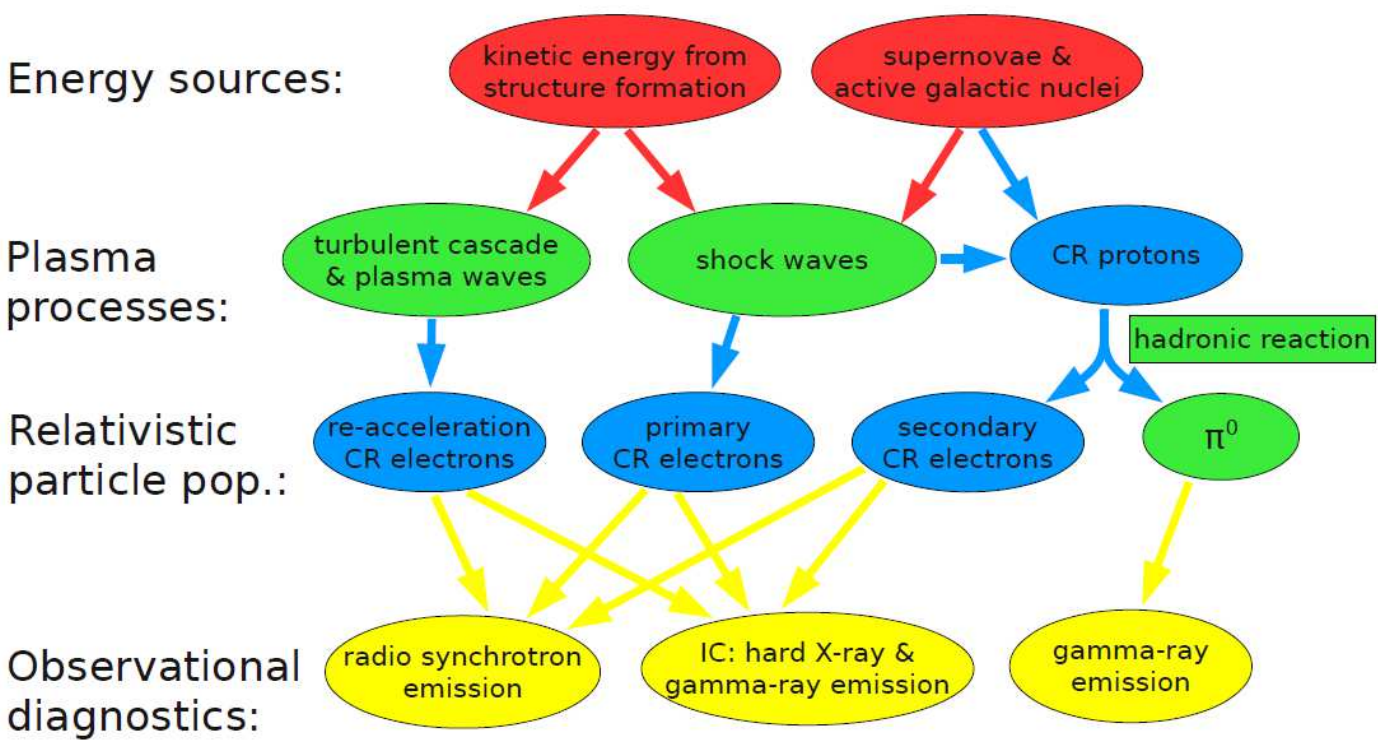 Energy sources:
kinetic energy from
structure formation
supernovae &
active galactic nuclei
Plasma
processes:
turbulent cascade
& plasma waves
shock waves
CR protons
hadronic reaction
Relativistic
particle pop.:
re-acceleration
CR electrons
primary
CR electrons
secondary
CR electrons
π⁰
Observational
diagnostics:
radio synchrotron
emission
IC: hard X-ray &
gamma-ray emission
gamma-ray
emission